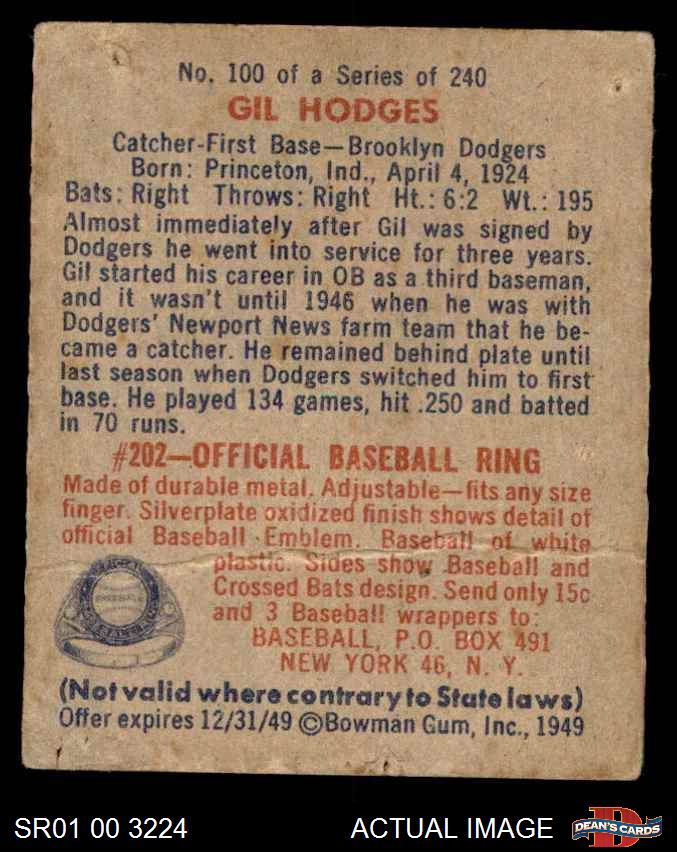 No. 100 of a Series of 240
GIL HODGES
Catcher-First Base—Brooklyn Dodgers
Born: Princeton, Ind., April 4, 1924
Bats: Right Throws: Right Ht.: 6:2 Wt.: 195
Almost immediately after Gil was signed by
Dodgers he went into service for three years.
Gil started his career in OB as a third baseman,
and it wasn't until 1946 when he was with
Dodgers' Newport News farm team that he be-
came a catcher. He remained behind plate until
last season when Dodgers switched him to first
base. He played 134 games, hit .250 and batted
in 70 runs.
#202—OFFICIAL BASEBALL RING
Made of durable metal. Adjustable—fits any size
finger. Silverplate oxidized finish shows detail of
official Baseball Emblem. Baseball of white
plastic. Sides show Baseball and
Crossed Bats design. Send only 15c
and 3 Baseball wrappers to:
BASEBALL, P.O. BOX 491
NEW YORK 46, N. Y.
(Not valid where contrary to State laws)
Offer expires 12/31/49 ©Bowman Gum, Inc., 1949
SR01 00 3224
ACTUAL IMAGE
DEAN'S CARDS